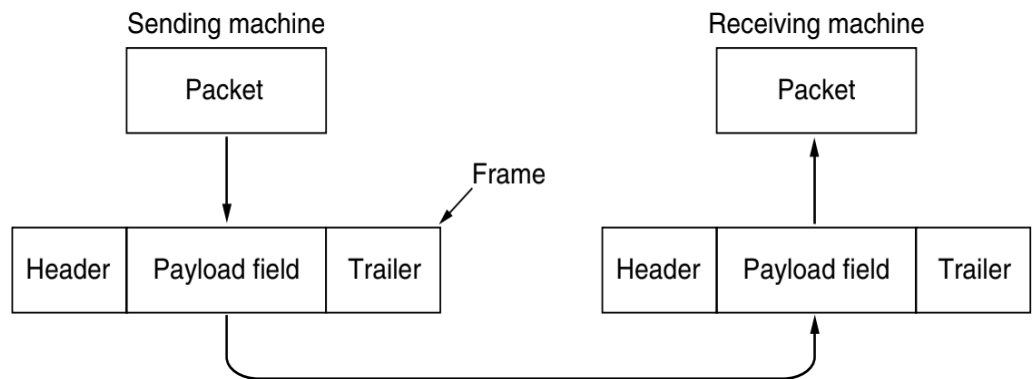 Sending machine
Receiving machine
Packet
Packet
Frame
Header
Payload field
Trailer
Header
Payload field
Trailer